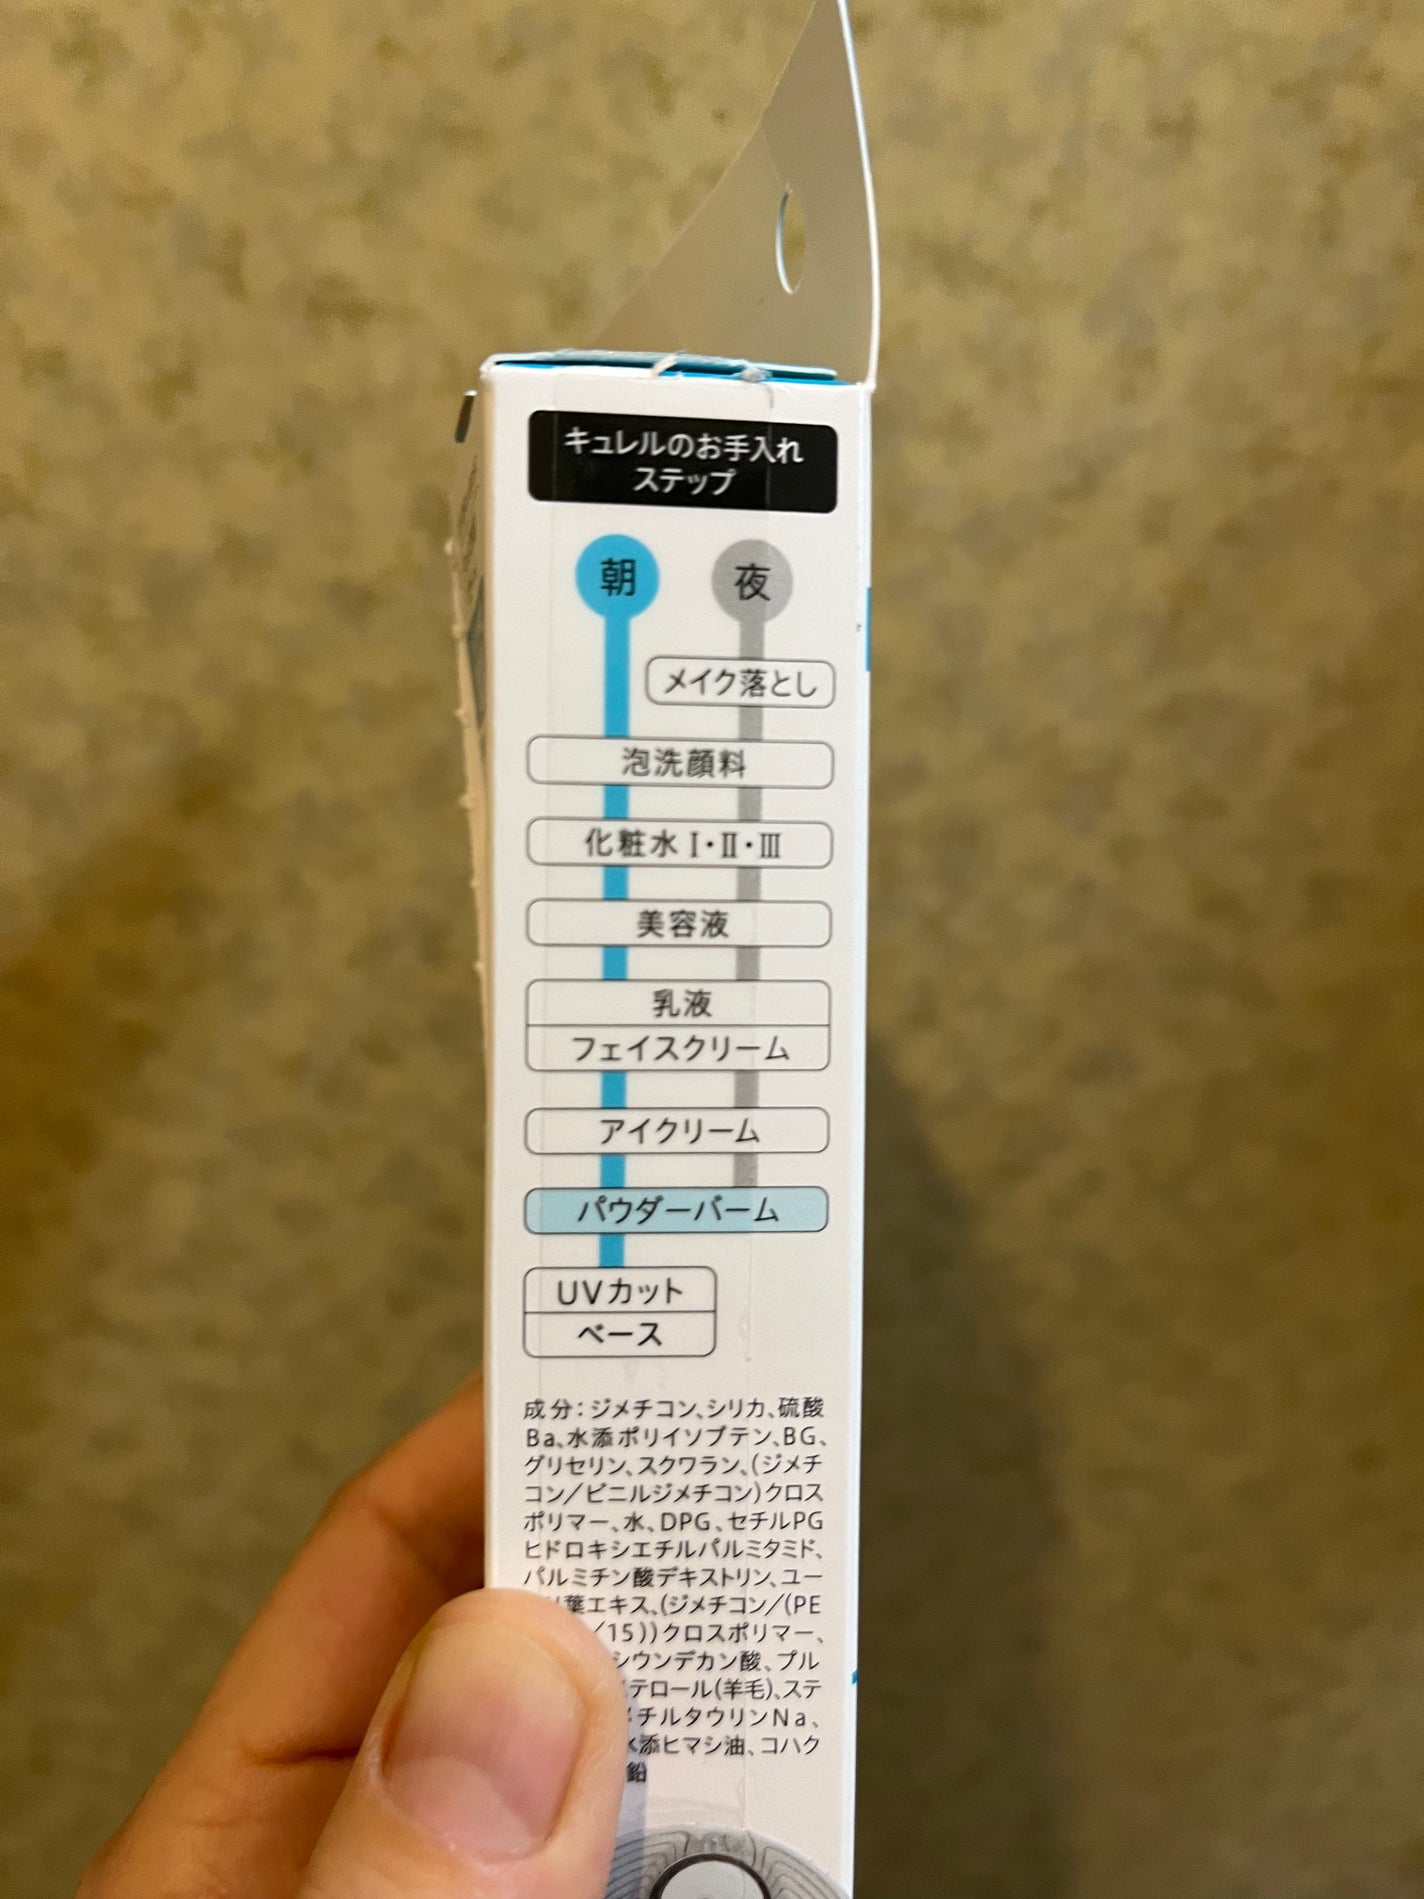 キュレルのお手入れ
ステップ
朝
夜
メイク落とし
泡洗顔料
化粧水 Ⅰ・Ⅱ・Ⅲ
美容液
乳液
フェイスクリーム
アイクリーム
パウダーバーム
UVカット
ベース
成分：ジメチコン、シリカ、硫酸
Ba、水添ポリイソブテン、BG、
グリセリン、スクワラン、(ジメチ
コン／ビニルジメチコン)クロス
ポリマー、水、DPG、セチルPG
ヒドロキシエチルパルミタミド、
パルミチン酸デキストリン、ユー
葉エキス、(ジメチコン／(PE
／15))クロスポリマー、
シウンデカン酸、プル
テロール(羊毛)、ステ
チルタウリンNa、
添ヒマシ油、コハク
鉛